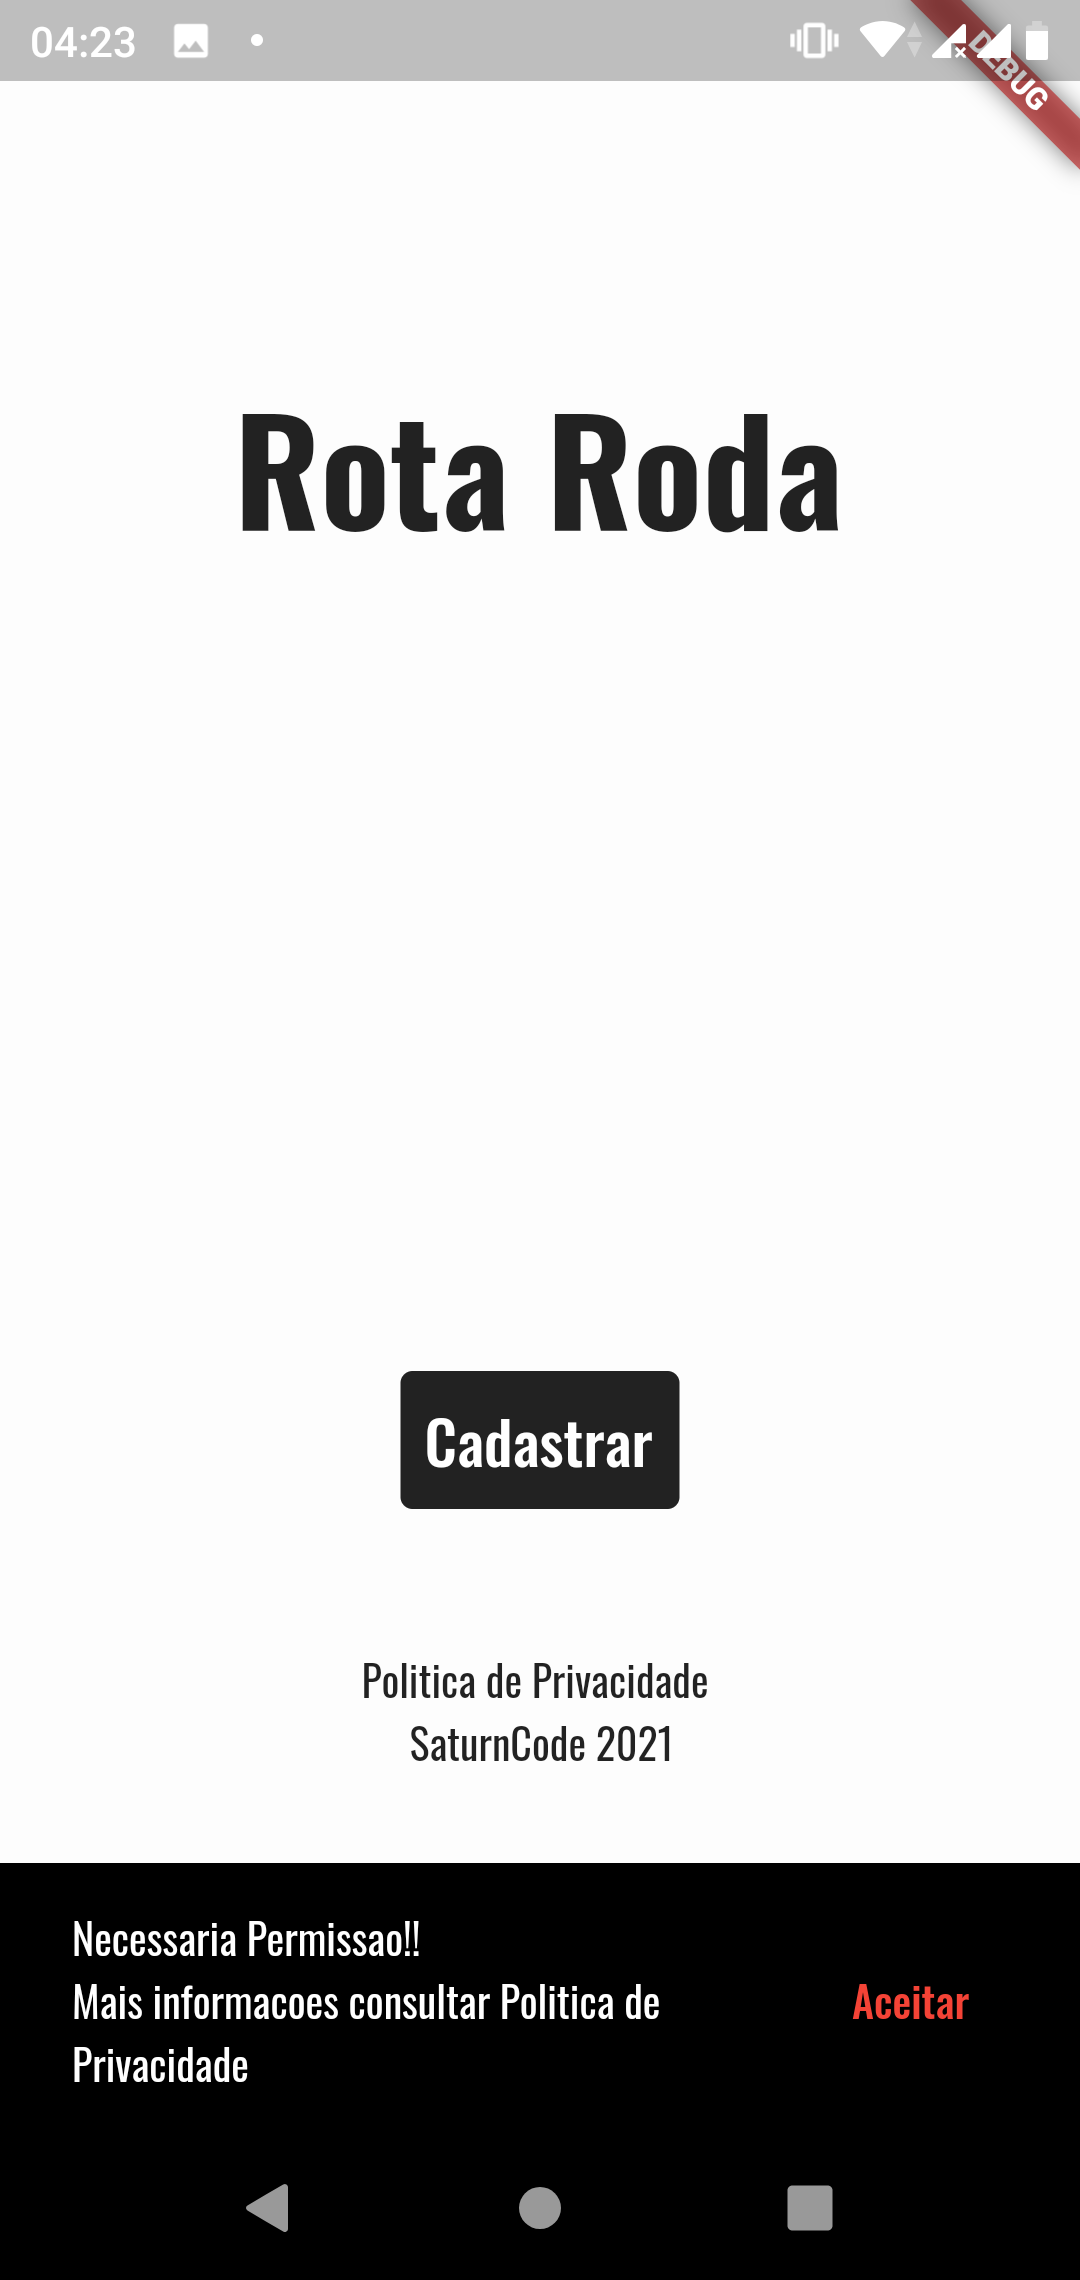 04:23
DEBUG
Rota Roda
Cadastrar
Politica de Privacidade
SaturnCode 2021
Necessaria Permissao!!
Mais informacoes consultar Politica de
Privacidade
Aceitar